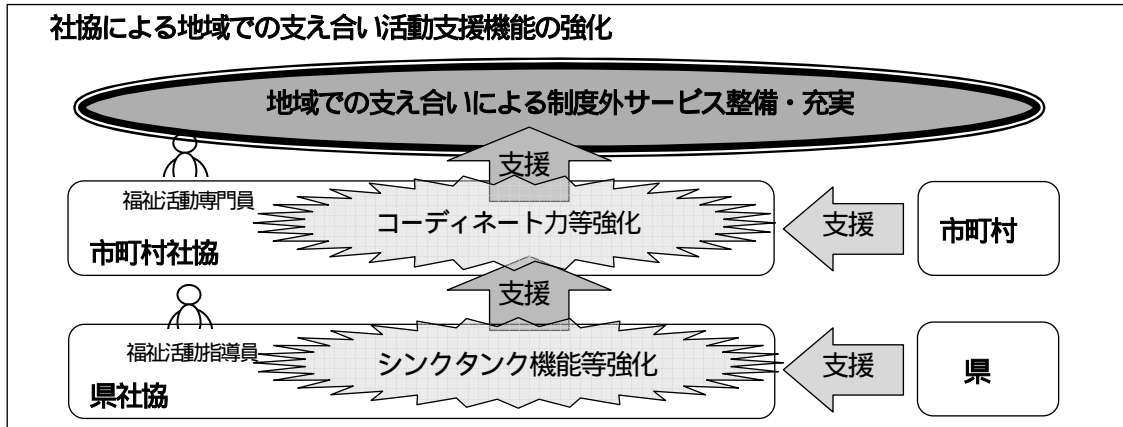 社協による地域での支え合い活動支援機能の強化
地域での支え合いによる制度外サービス整備・充実
支援
福祉活動専門員
コーディネート力等強化
支援
市町村
市町村社協
支援
福祉活動指導員
シンクタンク機能等強化
支援
県
県社協